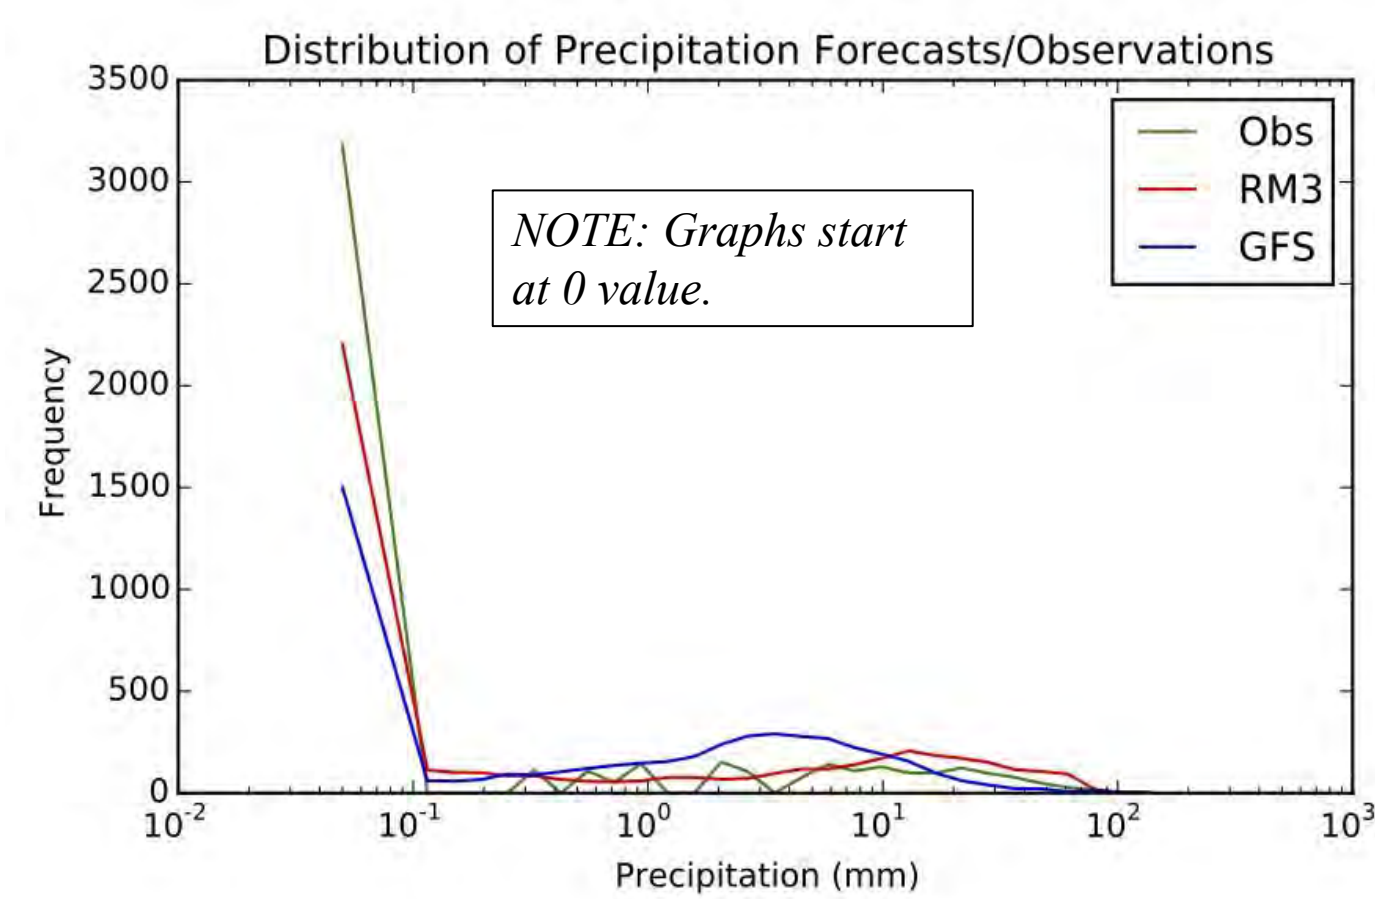 Distribution of Precipitation Forecasts/Observations
3500
3000
2500
2000
1500
1000
500
0
Frequency
Obs
RM3
GFS
NOTE: Graphs start
at 0 value.
10⁻² 10⁻¹ 10⁰ 10¹ 10² 10³
Precipitation (mm)